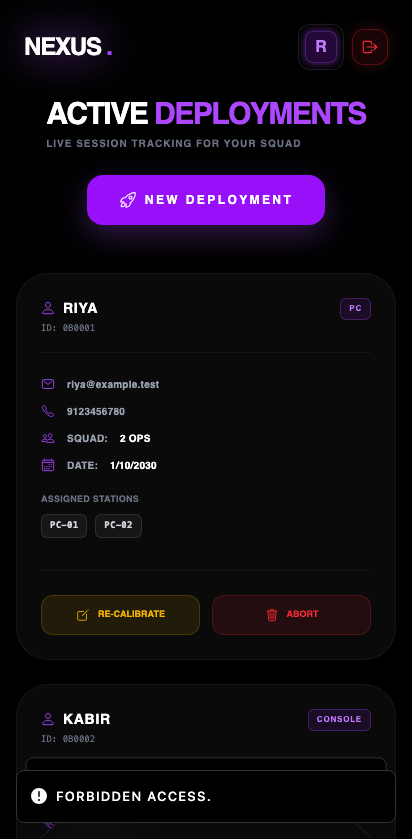 NEXUS.
R
ACTIVE DEPLOYMENTS
LIVE SESSION TRACKING FOR YOUR SQUAD
NEW DEPLOYMENT
RIYA
PC
ID: 0B0001
riya@example.test
9123456780
SQUAD: 2 OPS
DATE: 1/10/2030
ASSIGNED STATIONS
PC-01 PC-02
RE-CALIBRATE ABORT
KABIR
CONSOLE
ID: 0B0002
FORBIDDEN ACCESS.